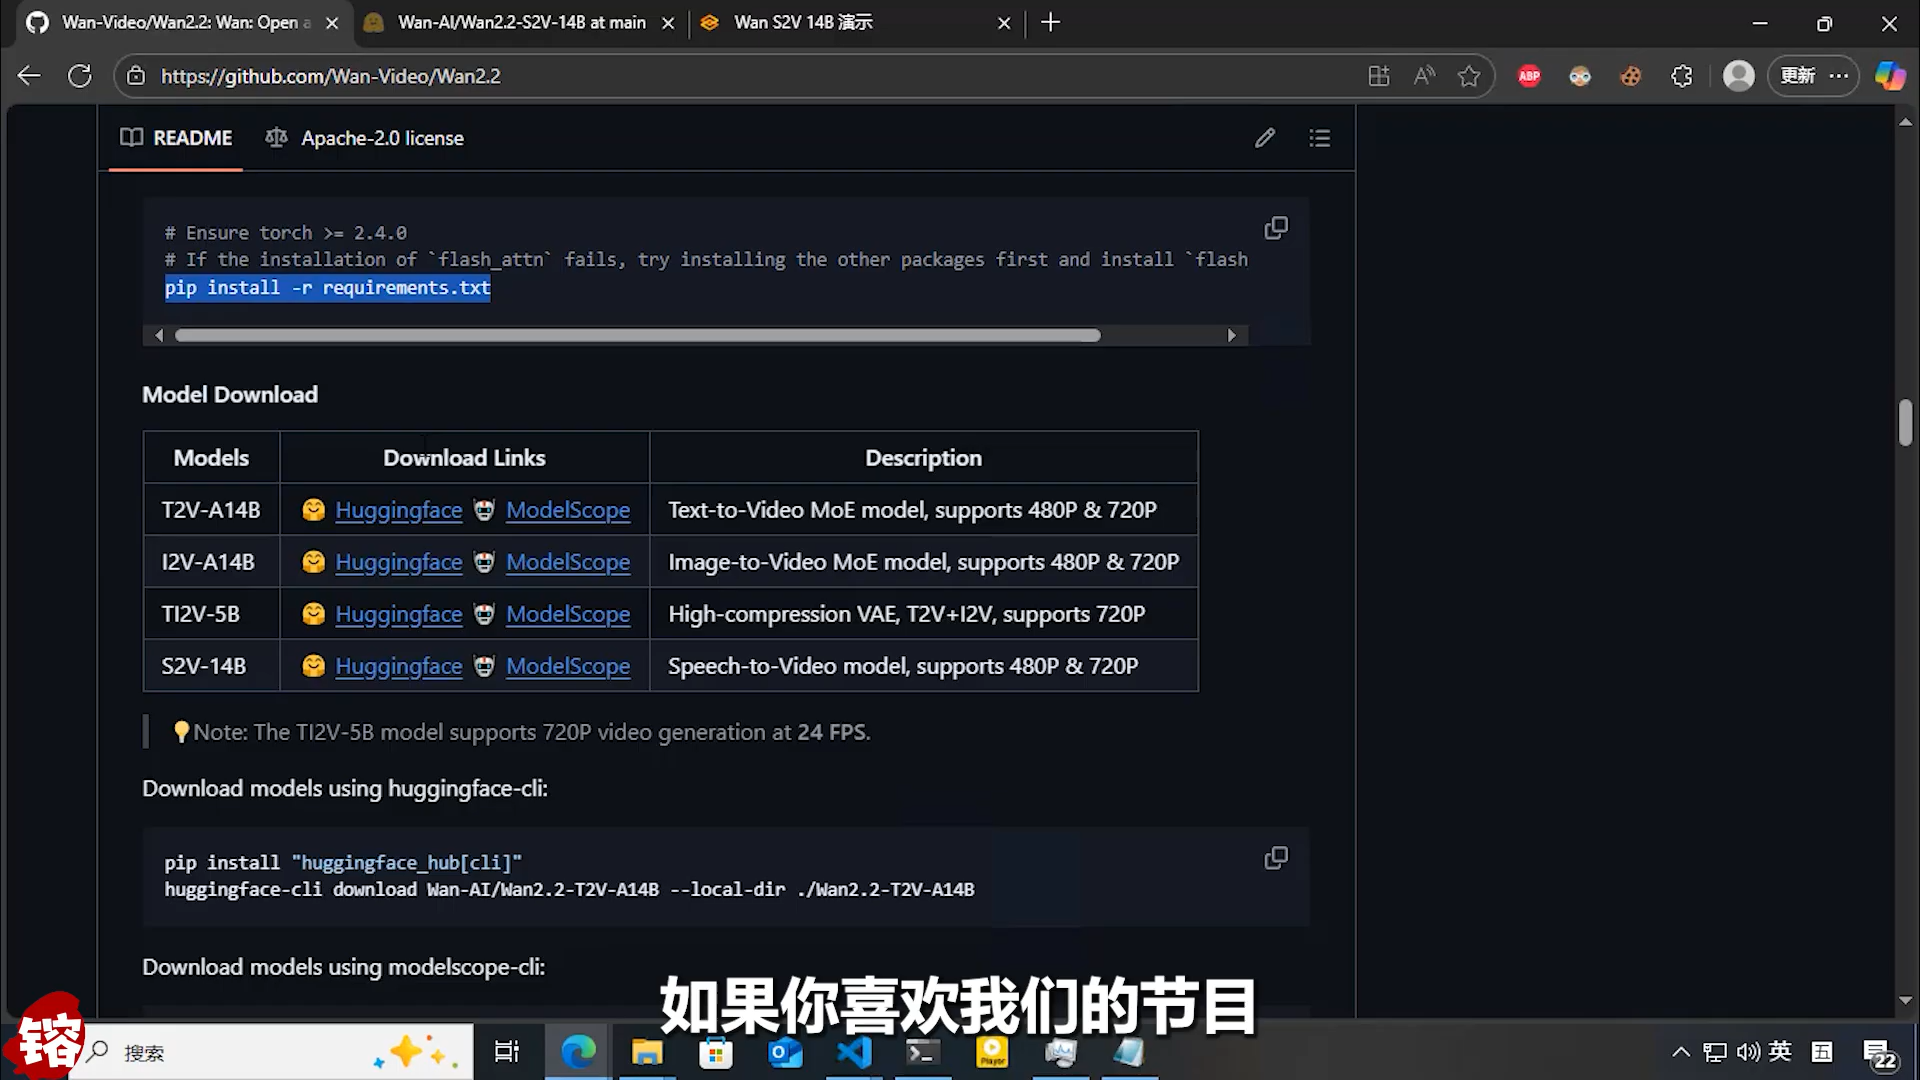 Wan-Video/Wan2.2: Wan: Open a
Wan-AI/Wan2.2-S2V-14B at main
Wan S2V 14B 演示
https://github.com/Wan-Video/Wan2.2
ABP
更新
README
Apache-2.0 license
# Ensure torch >= 2.4.0
# If the installation of `flash_attn` fails, try installing the other packages first and install `flash
pip install -r requirements.txt
Model Download
Models Download Links Description
T2V-A14B 🤗 Huggingface 🤖 ModelScope Text-to-Video MoE model, supports 480P & 720P
I2V-A14B 🤗 Huggingface 🤖 ModelScope Image-to-Video MoE model, supports 480P & 720P
TI2V-5B 🤗 Huggingface 🤖 ModelScope High-compression VAE, T2V+I2V, supports 720P
S2V-14B 🤗 Huggingface 🤖 ModelScope Speech-to-Video model, supports 480P & 720P
💡Note: The TI2V-5B model supports 720P video generation at 24 FPS.
Download models using huggingface-cli:
pip install "huggingface_hub[cli]"
huggingface-cli download Wan-AI/Wan2.2-T2V-A14B --local-dir ./Wan2.2-T2V-A14B
Download models using modelscope-cli:
如果你喜欢我们的节目
镕
搜索
Player
英
五
22